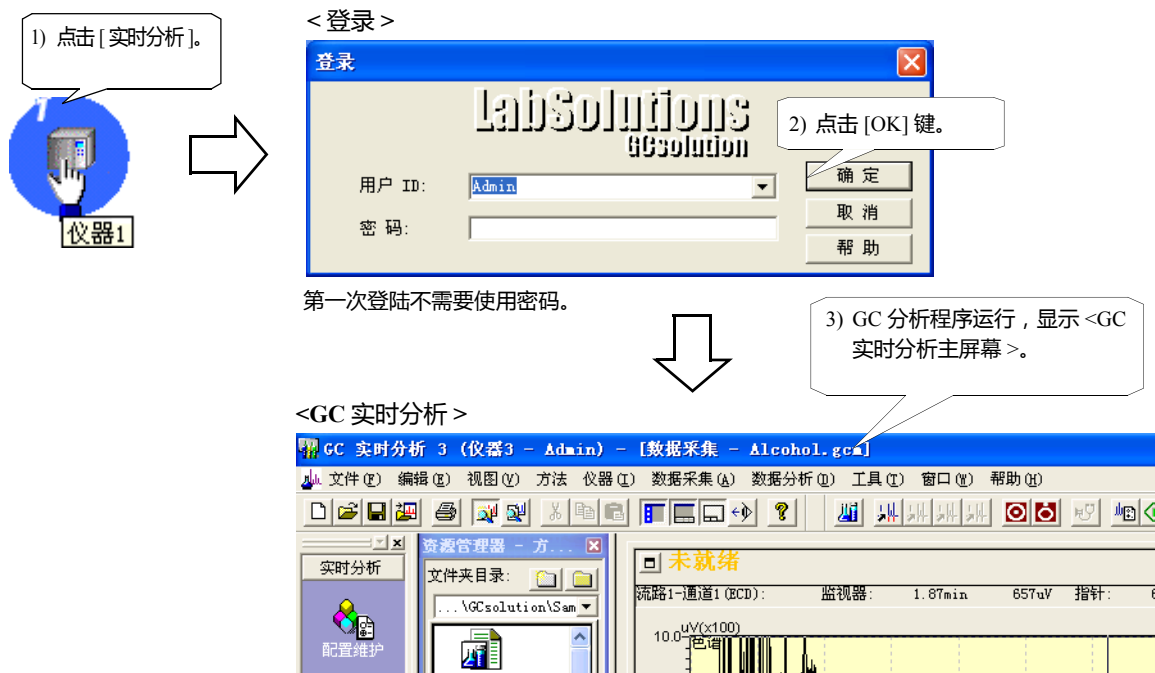 1) 点击 [ 实时分析 ]。
仪器1
< 登录 >
登录
LabSolutions
GCsolution
2) 点击 [OK] 键。
用户 ID:
Admin
密 码:
确 定
取 消
帮 助
第一次登陆不需要使用密码。
3) GC 分析程序运行，显示 <GC
实时分析主屏幕 >。
<GC 实时分析 >
GC 实时分析 3 (仪器3 - Admin) - [数据采集 - Alcohol.gcm]
文件(F) 编辑(E) 视图(V) 方法 仪器(I) 数据采集(A) 数据分析(D) 工具(T) 窗口(W) 帮助(H)
实时分析
配置维护
资源管理器 - 方...
文件夹目录:
...\GCsolution\Sam
未就绪
流路1-通道1(ECD): 监视器: 1.87min 657uV 指针: 6
uV(x100)
10.0
色谱